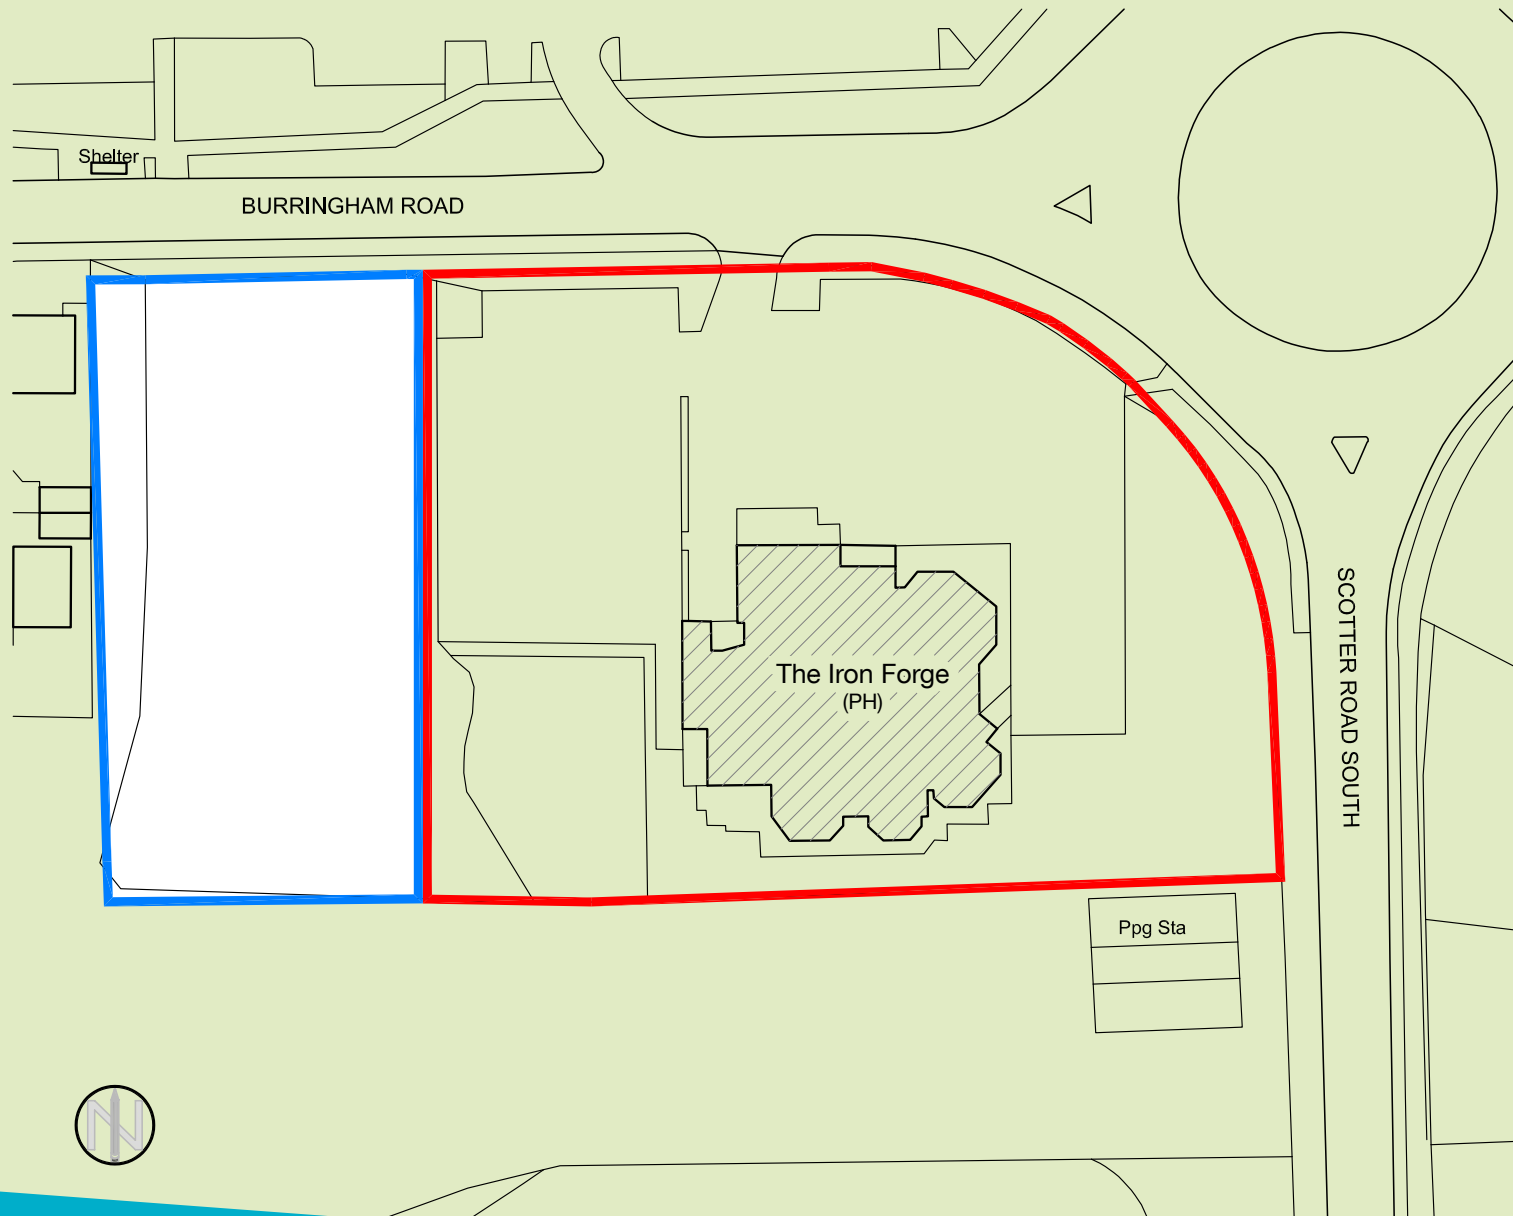 Shelter
BURRINGHAM ROAD
SCOTTER ROAD SOUTH
The Iron Forge
(PH)
Ppg Sta
N